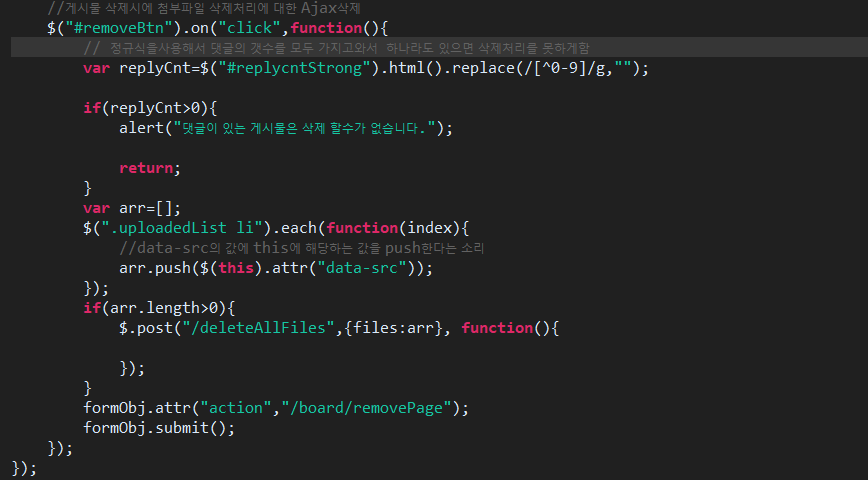 //게시물 삭제시에 첨부파일 삭제처리에 대한 Ajax삭제
$("#removeBtn").on("click",function(){
// 정규식을사용해서 댓글의 갯수를 모두 가지고와서 하나라도 있으면 삭제처리를 못하게함
var replyCnt=$("#replycntStrong").html().replace(/[^0-9]/g,"");
if(replyCnt>0){
alert("댓글이 있는 게시물은 삭제 할수가 없습니다.");
return;
}
var arr=[];
$(".uploadedList li").each(function(index){
//data-src의 값에 this에 해당하는 값을 push한다는 소리
arr.push($(this).attr("data-src"));
});
if(arr.length>0){
$.post("/deleteAllFiles",{files:arr}, function(){
});
}
formObj.attr("action","/board/removePage");
formObj.submit();
});
});